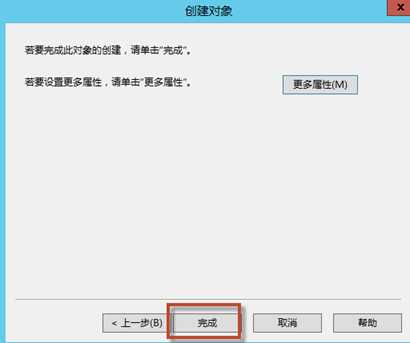 创建对象
x
若要完成此对象的创建，请单击"完成"。
若要设置更多属性，请单击"更多属性"。
更多属性(M)
< 上一步(B)
完成
取消
帮助